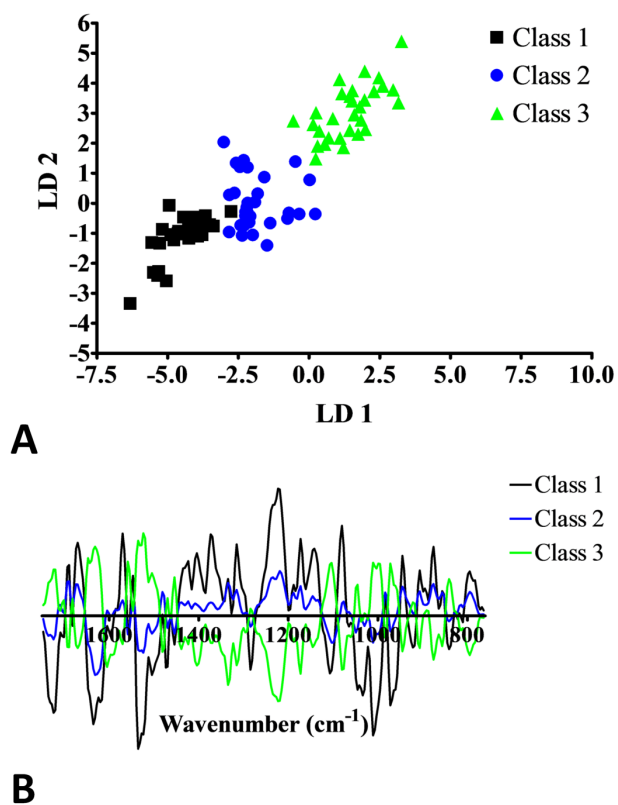 6
5
4
3
2
1
0
-1
-2
-3
-4
-5
LD 2
-7.5 -5.0 -2.5 0.0 2.5 5.0 7.5 10.0
LD 1
Class 1
Class 2
Class 3
A
Class 1
Class 2
Class 3
1600 1400 1200 1000 800
Wavenumber (cm-1)
B